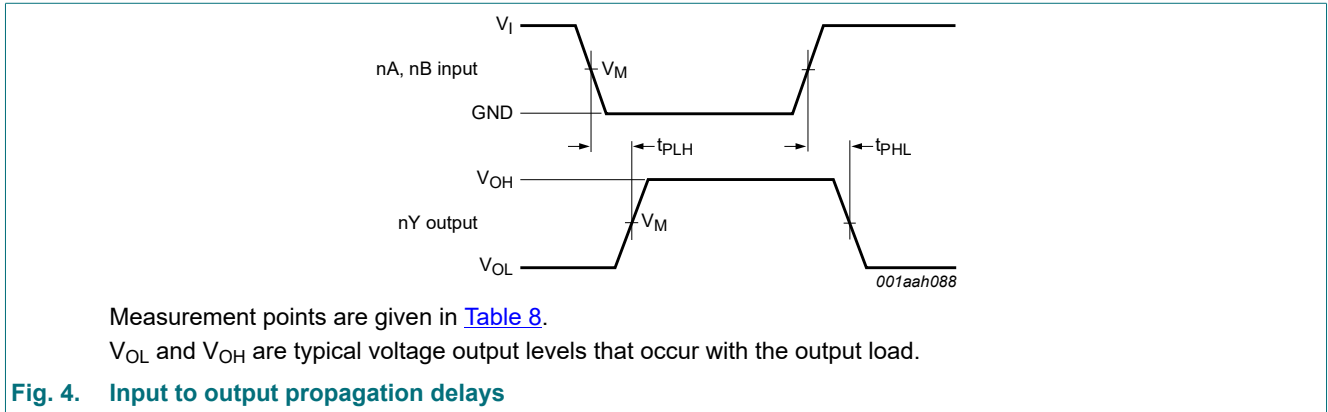 VI
nA, nB input
VM
GND
tPLH
tPHL
VOH
nY output
VM
VOL
001aah088
Measurement points are given in Table 8.
VOL and VOH are typical voltage output levels that occur with the output load.
Fig. 4. Input to output propagation delays